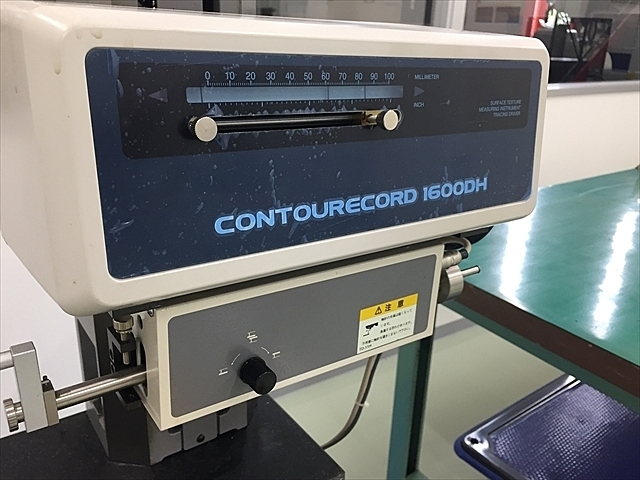 0 10 20 30 40 50 60 70 80 90 100
MILLIMETER
INCH
SURFACE TEXTURE
MEASURING INSTRUMENT
TRACING DRIVER
CONTOURECORD 1600DH
注意